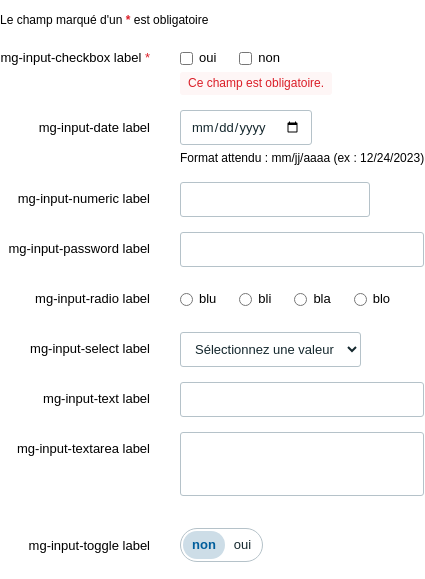 Le champ marqué d'un * est obligatoire
mg-input-checkbox label * oui non
Ce champ est obligatoire.
mg-input-date label mm/dd/yyyy
Format attendu : mm/jj/aaaa (ex : 12/24/2023)
mg-input-numeric label
mg-input-password label
mg-input-radio label blu bli bla blo
mg-input-select label Sélectionnez une valeur
mg-input-text label
mg-input-textarea label
mg-input-toggle label non oui